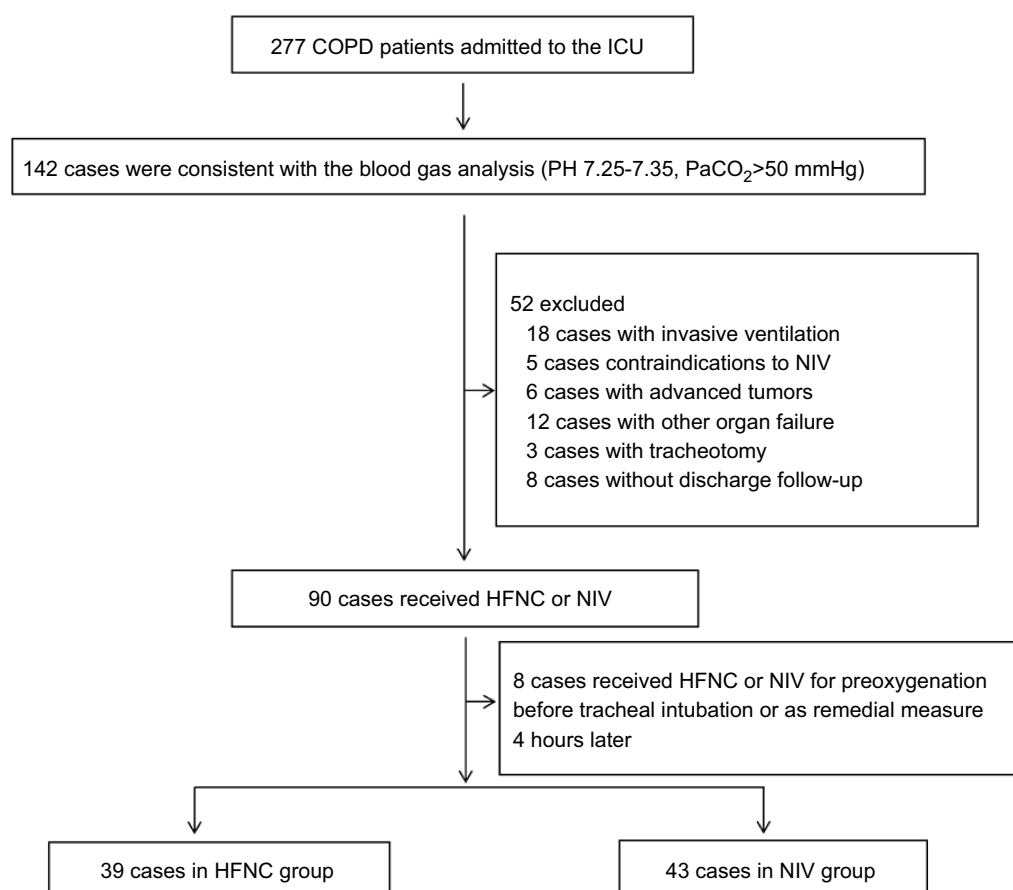 277 COPD patients admitted to the ICU
142 cases were consistent with the blood gas analysis (PH 7.25-7.35, PaCO₂>50 mmHg)
52 excluded
18 cases with invasive ventilation
5 cases contraindications to NIV
6 cases with advanced tumors
12 cases with other organ failure
3 cases with tracheotomy
8 cases without discharge follow-up
90 cases received HFNC or NIV
8 cases received HFNC or NIV for preoxygenation
before tracheal intubation or as remedial measure
4 hours later
39 cases in HFNC group
43 cases in NIV group